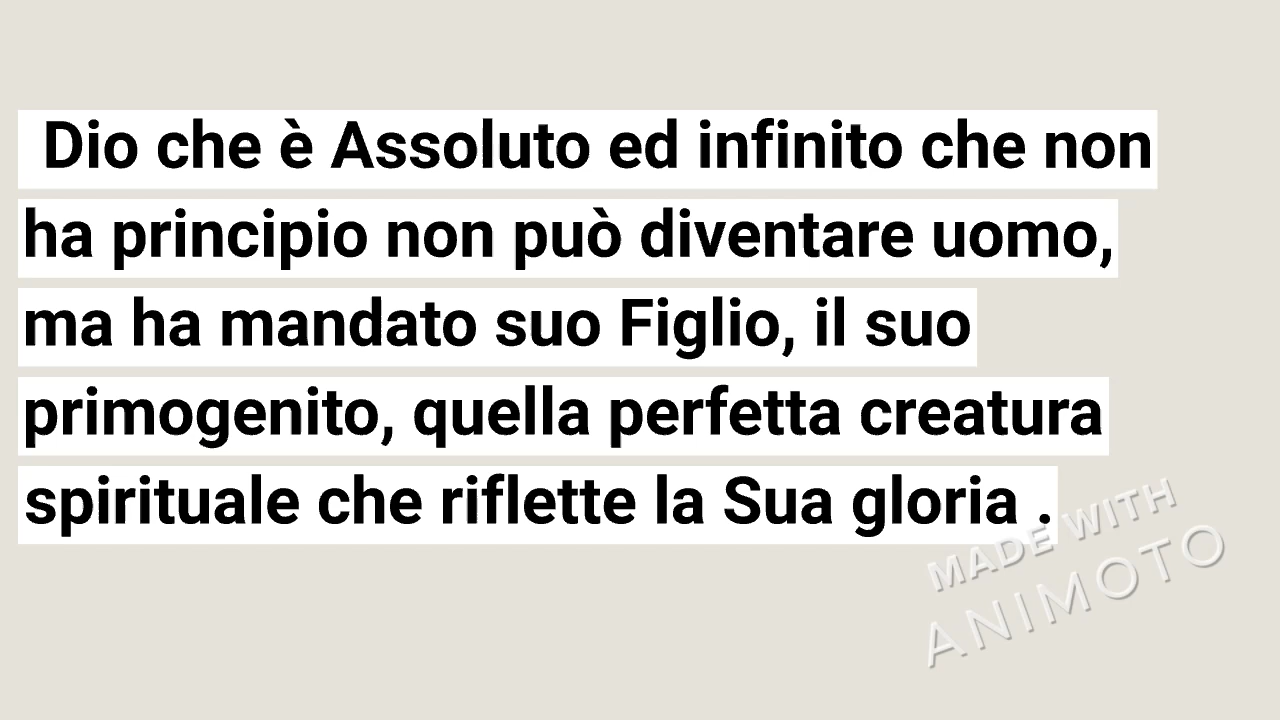 Dio che è Assoluto ed infinito che non
ha principio non può diventare uomo,
ma ha mandato suo Figlio, il suo
primogenito, quella perfetta creatura
spirituale che riflette la Sua gloria .
MADE WITH
ANIMOTO